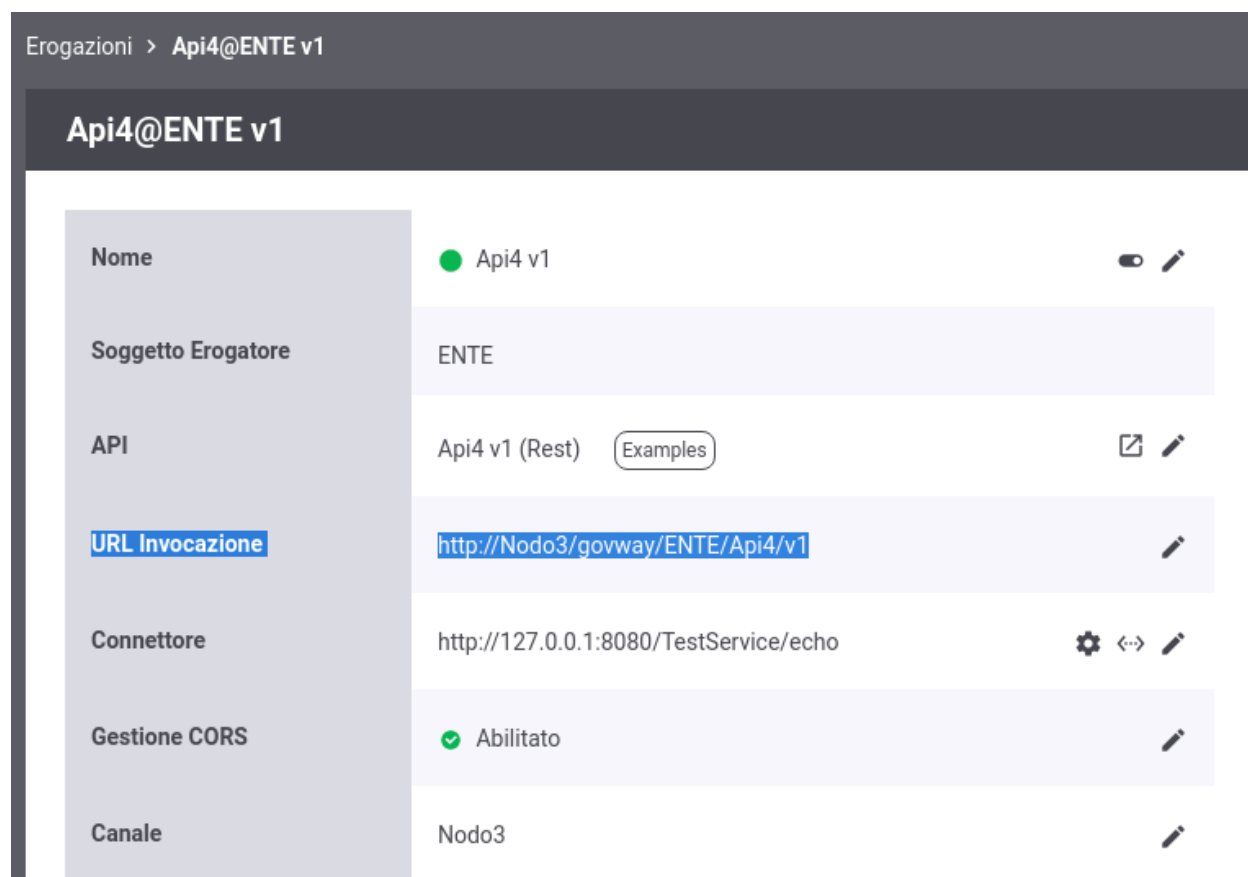 Erogazioni > Api4@ENTE v1
Api4@ENTE v1
Nome Api4 v1
Soggetto Erogatore ENTE
API Api4 v1 (Rest) Examples
URL Invocazione http://Nodo3/govway/ENTE/Api4/v1
Connettore http://127.0.0.1:8080/TestService/echo
Gestione CORS Abilitato
Canale Nodo3